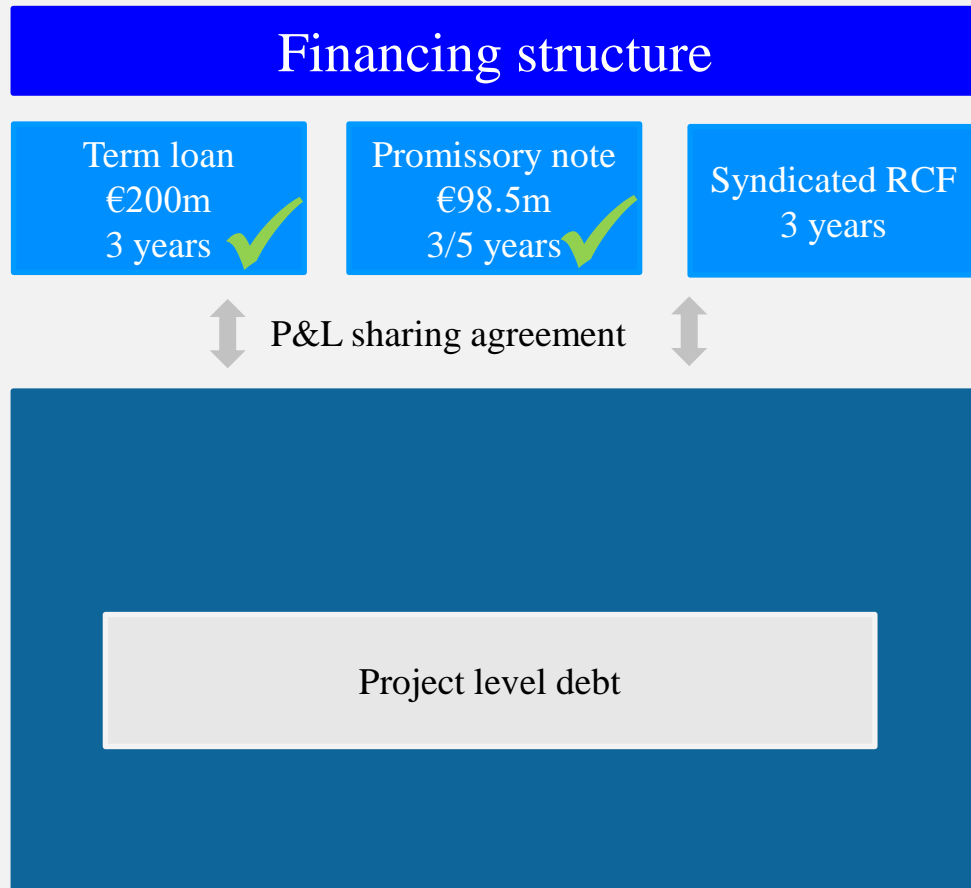 Financing structure
Term loan
€200m
3 years
Promissory note
€98.5m
3/5 years
Syndicated RCF
3 years
P&L sharing agreement
Project level debt